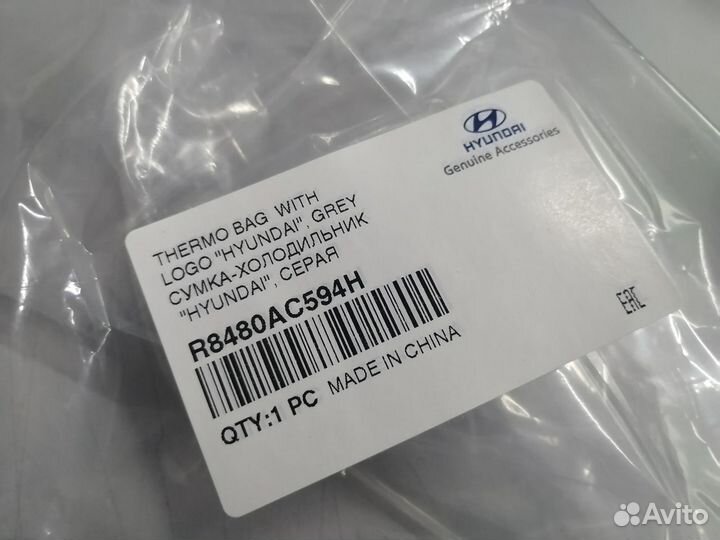 HYUNDAI
Genuine Accessories
THERMO BAG WITH
LOGO "HYUNDAI", GREY
СУМКА-ХОЛОДИЛЬНИК
"HYUNDAI", СЕРАЯ
R8480AC594H
QTY:1 PC MADE IN CHINA
EAC
Avito